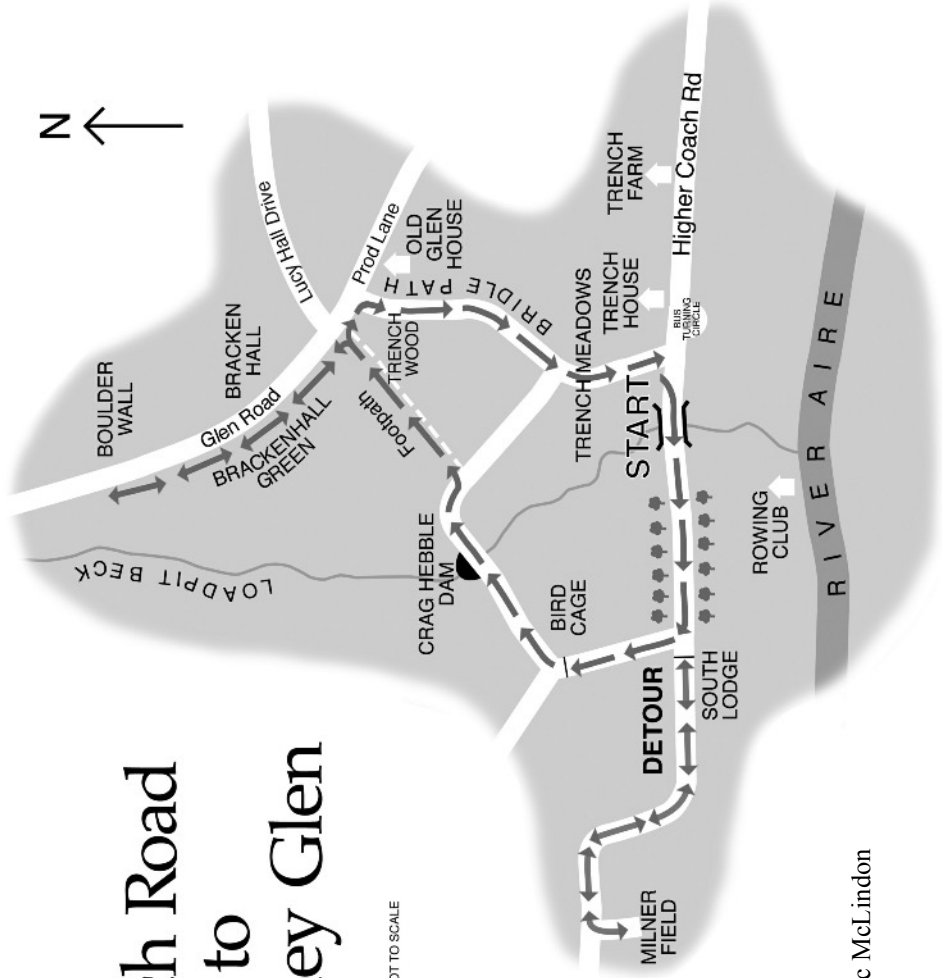 h Road
to
ey Glen
OT TO SCALE
N
BOULDER
WALL
BRACKEN
HALL
Lucy Hall Drive
Glen Road
BRACKENHALL
GREEN
Prod Lane
OLD
GLEN
HOUSE
LOADPIT BECK
Footpath
TRENCH
WOOD
BRIDLE PATH
CRAG HEBBLE
DAM
BIRD
CAGE
TRENCH MEADOWS
TRENCH
HOUSE
TRENCH
FARM
START
BUS
TURNING
CIRCLE
Higher Coach Rd
DETOUR
SOUTH
LODGE
MILNER
FIELD
ROWING
CLUB
RIVER AIRE
c McLindon